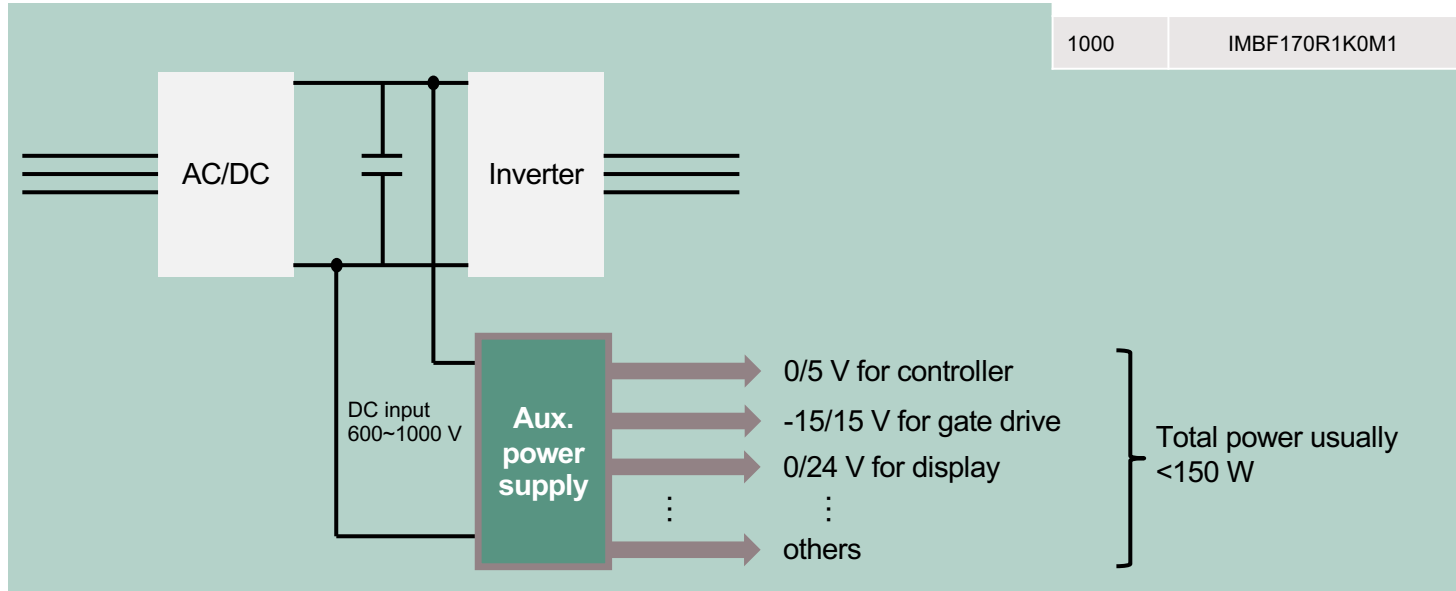 1000 IMBF170R1K0M1
AC/DC
Inverter
DC input
600~1000 V
Aux.
power
supply
0/5 V for controller
-15/15 V for gate drive
0/24 V for display
⋮ ⋮
others
Total power usually
<150 W